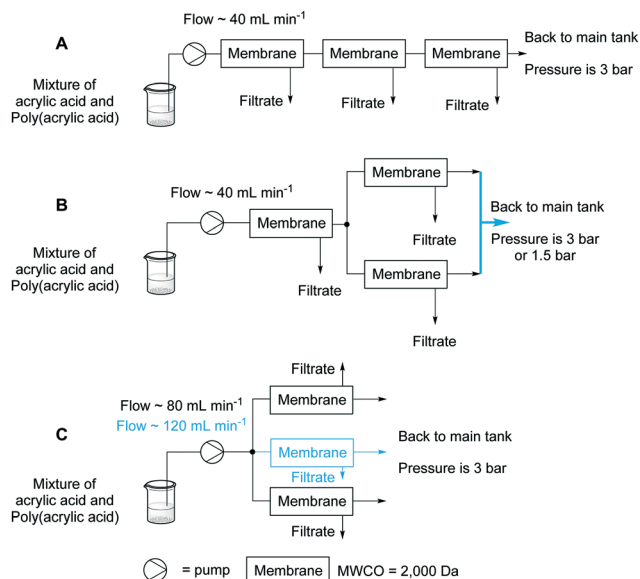 Flow ~ 40 mL min⁻¹
A
Membrane
Membrane
Membrane
Back to main tank
Pressure is 3 bar
Mixture of
acrylic acid and
Poly(acrylic acid)
Filtrate
Filtrate
Filtrate
Membrane
Flow ~ 40 mL min⁻¹
B
Membrane
Filtrate
Back to main tank
Pressure is 3 bar
or 1.5 bar
Mixture of
acrylic acid and
Poly(acrylic acid)
Filtrate
Membrane
Filtrate
Filtrate
Membrane
Flow ~ 80 mL min⁻¹
Flow ~ 120 mL min⁻¹
C
Membrane
Back to main tank
Filtrate
Pressure is 3 bar
Mixture of
acrylic acid and
Poly(acrylic acid)
Membrane
Filtrate
= pump
Membrane
MWCO = 2,000 Da